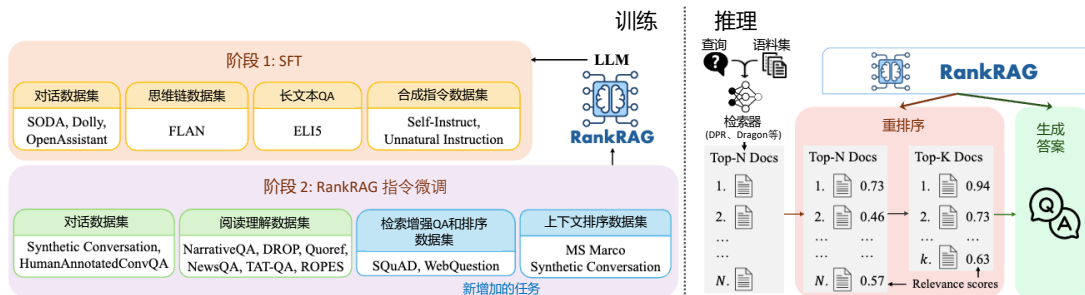 训练
阶段 1: SFT
LLM
RankRAG
对话数据集
SODA, Dolly,
OpenAssistant
思维链数据集
FLAN
长文本QA
ELI5
合成指令数据集
Self-Instruct,
Unnatural Instruction
阶段 2: RankRAG 指令微调
对话数据集
Synthetic Conversation,
HumanAnnotatedConvQA
阅读理解数据集
NarrativeQA, DROP, Quoref,
NewsQA, TAT-QA, ROPES
检索增强QA和排序
数据集
SQuAD, WebQuestion
上下文排序数据集
MS Marco
Synthetic Conversation
新增加的任务
推理
查询
?
语料集
检索器
(DPR、Dragon等)
Top-N Docs
1.
2.
...
...
N.
RankRAG
重排序
Top-N Docs
1. 0.73
2. 0.46
... ...
... ...
N. 0.57
Top-K Docs
1. 0.94
2. 0.73
... ...
k. 0.63
Relevance scores
生成
答案
Q
A